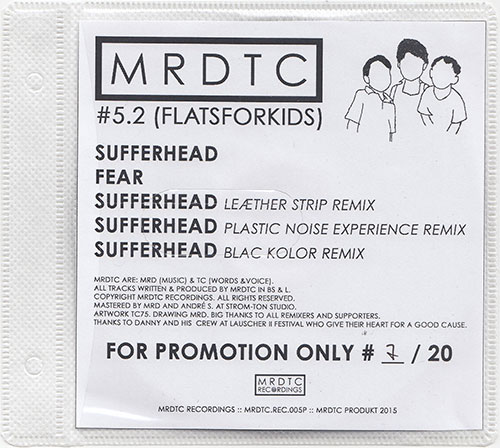 MRDTC
#5.2 (FLATSFORKIDS)
SUFFERHEAD
FEAR
SUFFERHEAD LEÆTHER STRIP REMIX
SUFFERHEAD PLASTIC NOISE EXPERIENCE REMIX
SUFFERHEAD BLAC KOLOR REMIX
MRDTC ARE: MRD (MUSIC) & TC (WORDS &VOICE).
ALL TRACKS WRITTEN & PRODUCED BY MRDTC IN BS & L.
COPYRIGHT MRDTC RECORDINGS. ALL RIGHTS RESERVED.
MASTERED BY MRD AND ANDRÉ S. AT STROM-TON STUDIO.
ARTWORK TC75. DRAWING MRD. BIG THANKS TO ALL REMIXERS AND SUPPORTERS.
THANKS TO DANNY AND HIS CREW AT LAUSCHER II FESTIVAL WHO GIVE THEIR HEART FOR A GOOD CAUSE.
FOR PROMOTION ONLY # 7 / 20
MRDTC
RECORDINGS
MRDTC RECORDINGS :: MRDTC.REC.005P :: MRDTC PRODUKT 2015